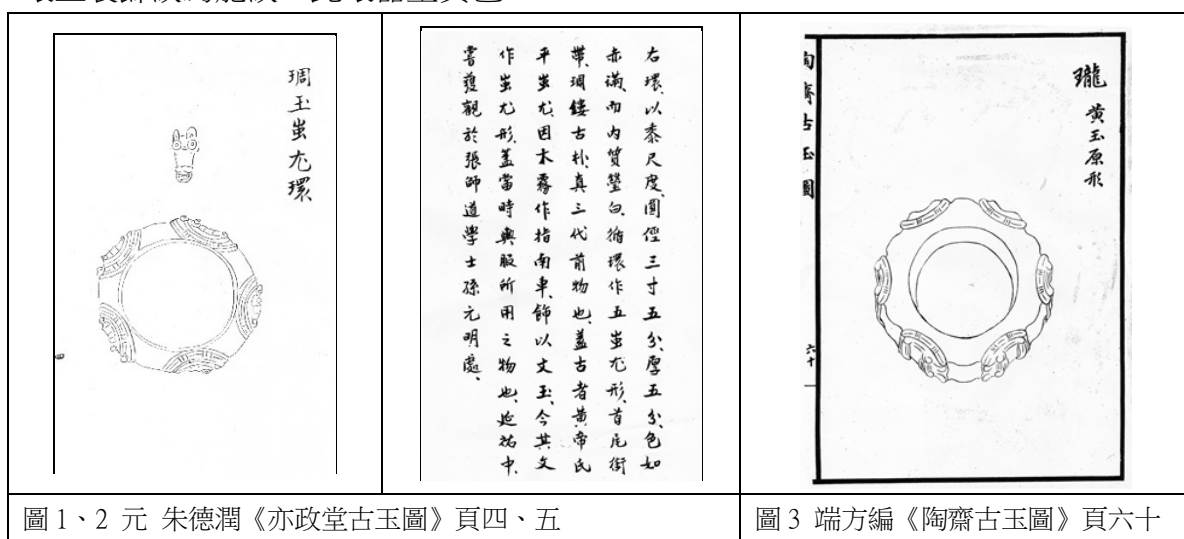 琱玉蚩尤環
右環、以黍尺度、圓徑三寸五分、厚五分、色如
赤璊、而內質瑩白、循環作五蚩尤形、首尾銜
帶、琱鏤古朴、真三代前物也、蓋古者黃帝氏
平蚩尤、因大霧作指南車、飾以文玉、今其文
作蚩尤形、蓋當時輿服所用之物也、延祐中、
嘗獲觀於張師道學士孫元明處、
瓏 黃玉原形
陶齋古玉圖
六十
圖1、2 元 朱德潤《亦政堂古玉圖》頁四、五
圖3 端方編《陶齋古玉圖》頁六十